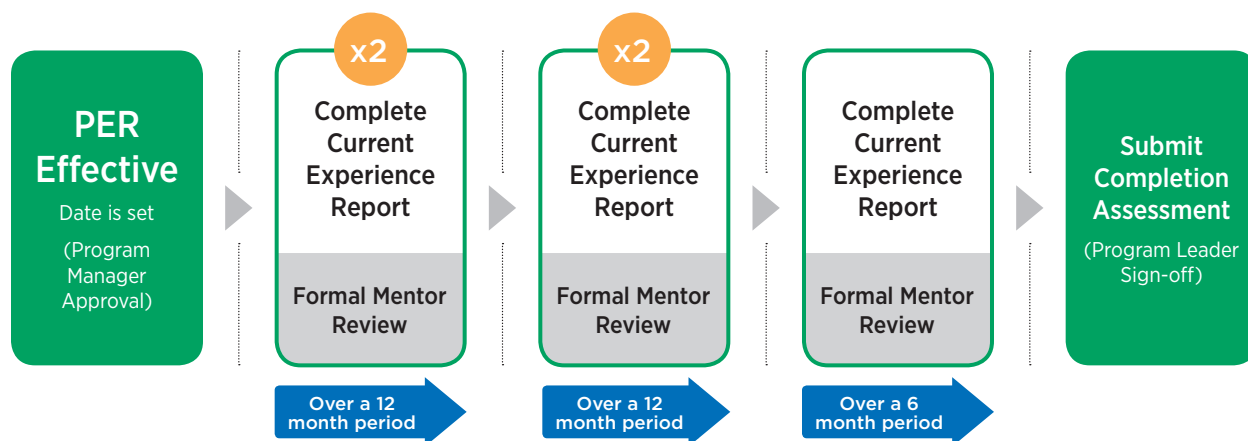 PER
Effective
Date is set
(Program
Manager
Approval)
x2
Complete
Current
Experience
Report
Formal Mentor
Review
Over a 12
month period
x2
Complete
Current
Experience
Report
Formal Mentor
Review
Over a 12
month period
Complete
Current
Experience
Report
Formal Mentor
Review
Over a 6
month period
Submit
Completion
Assessment
(Program Leader
Sign-off)